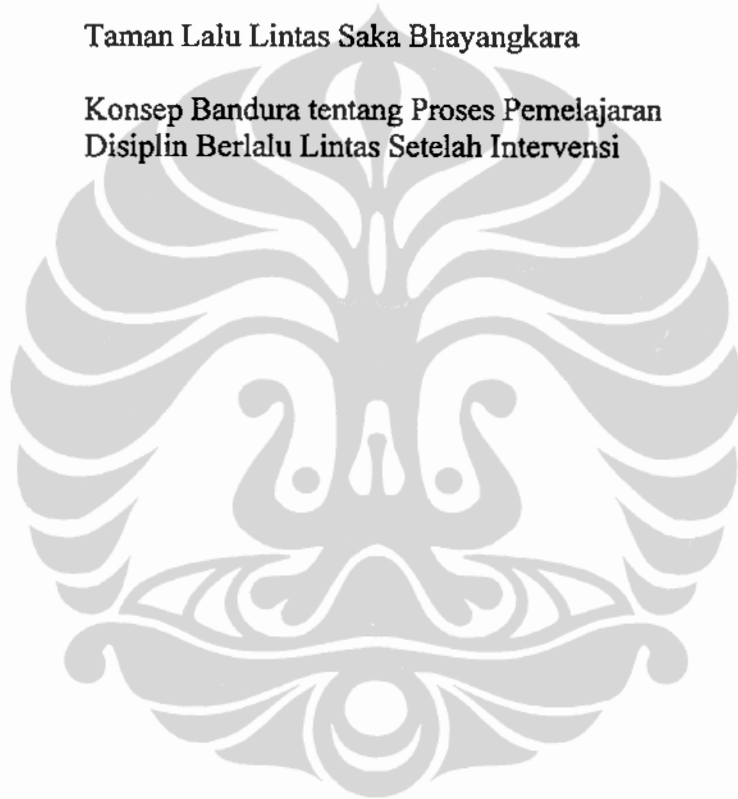 Taman Lalu Lintas Saka Bhayangkara
Konsep Bandura tentang Proses Pemelajaran
Disiplin Berlalu Lintas Setelah Intervensi